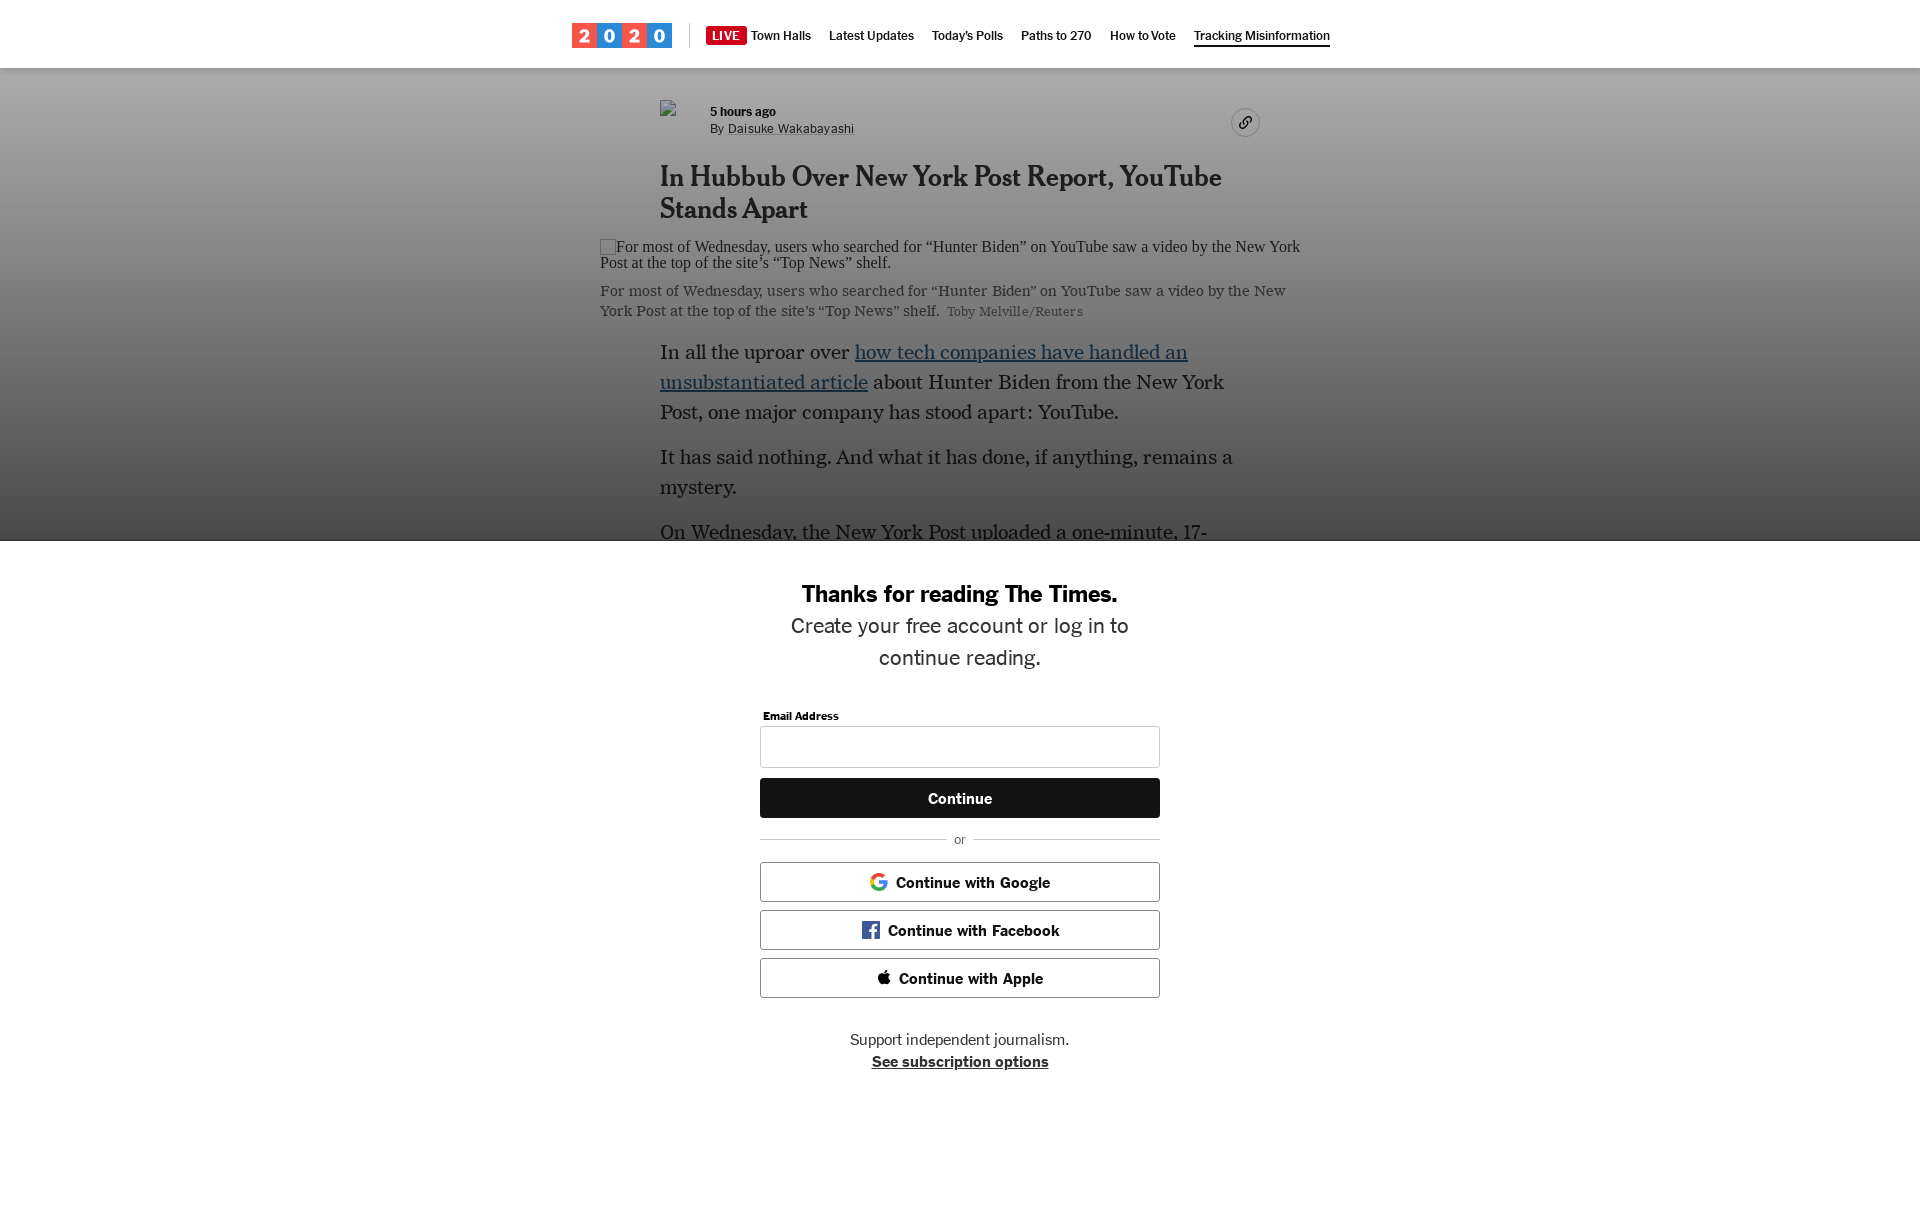 2020
LIVE Town Halls Latest Updates Today's Polls Paths to 270 How to Vote Tracking Misinformation
5 hours ago
By Daisuke Wakabayashi
In Hubbub Over New York Post Report, YouTube
Stands Apart
For most of Wednesday, users who searched for “Hunter Biden” on YouTube saw a video by the New York
Post at the top of the site’s “Top News” shelf.
For most of Wednesday, users who searched for “Hunter Biden” on YouTube saw a video by the New
York Post at the top of the site’s “Top News” shelf. Toby Melville/Reuters
In all the uproar over how tech companies have handled an
unsubstantiated article about Hunter Biden from the New York
Post, one major company has stood apart: YouTube.
It has said nothing. And what it has done, if anything, remains a
mystery.
On Wednesday, the New York Post uploaded a one-minute, 17-
Thanks for reading The Times.
Create your free account or log in to
continue reading.
Email Address
Continue
or
Continue with Google
Continue with Facebook
Continue with Apple
Support independent journalism.
See subscription options